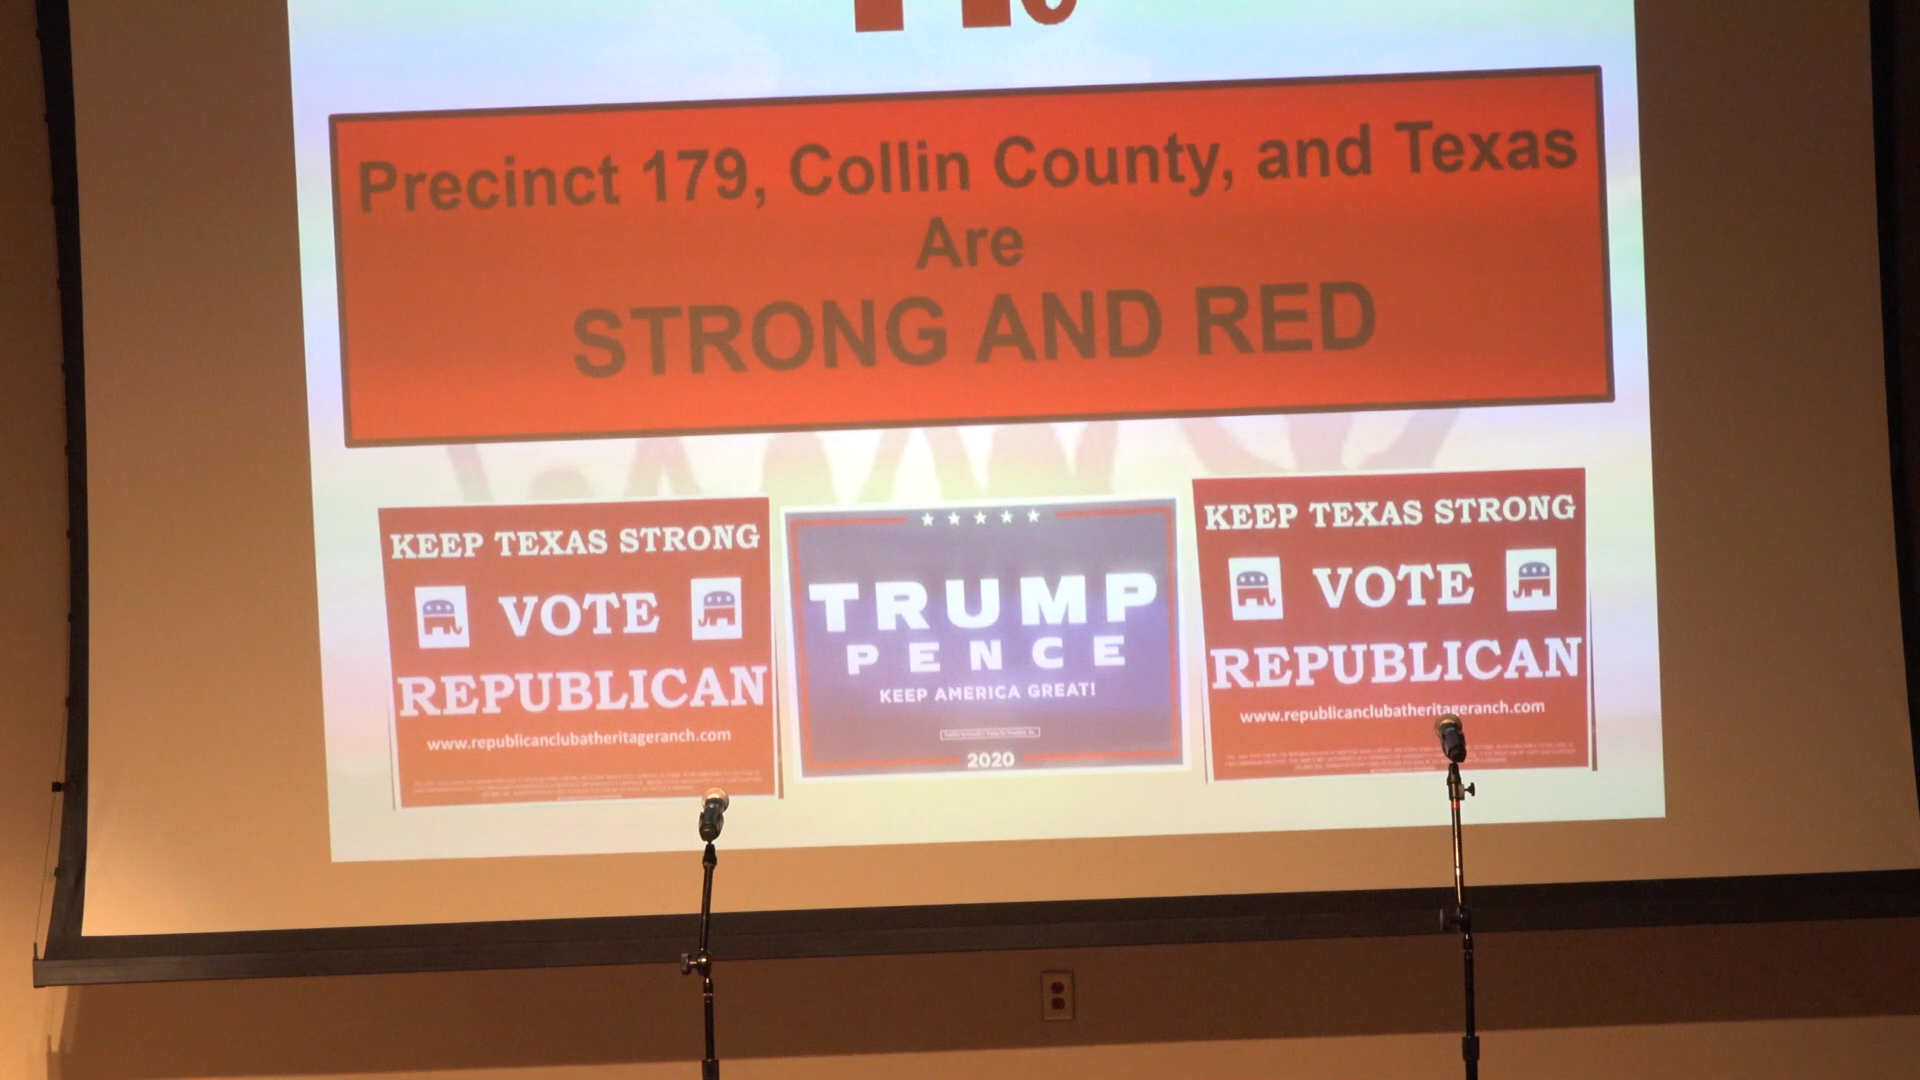 Precinct 179, Collin County, and Texas
Are
STRONG AND RED
KEEP TEXAS STRONG
VOTE
REPUBLICAN
www.republicanclubatheritageranch.com
TRUMP
PENCE
KEEP AMERICA GREAT!
2020
KEEP TEXAS STRONG
VOTE
REPUBLICAN
www.republicanclubatheritageranch.com